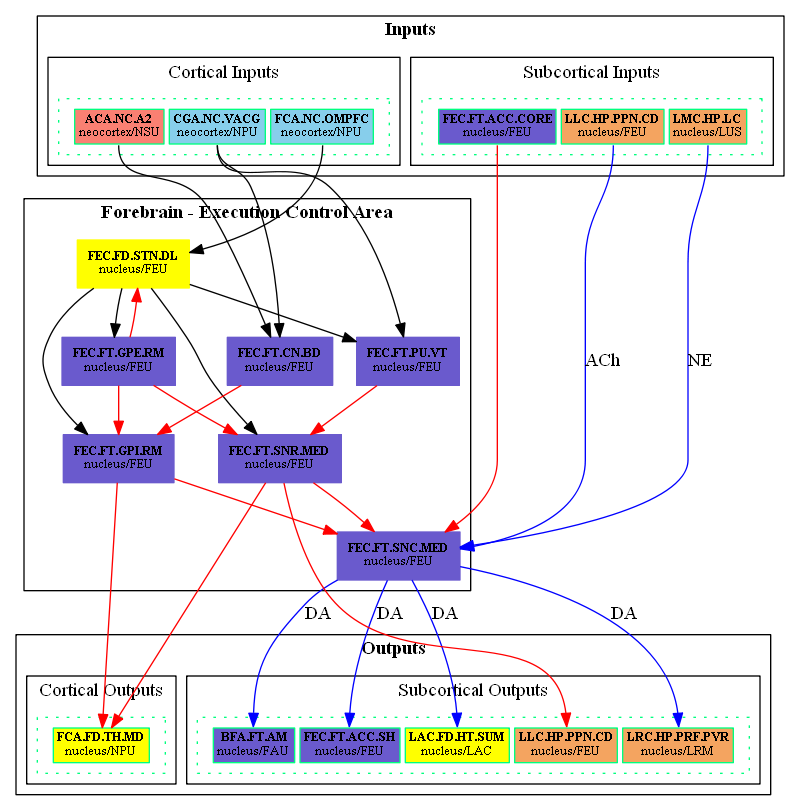 Inputs
Cortical Inputs
Subcortical Inputs
ACA.NC.A2
neocortex/NSU
CGA.NC.VACG
neocortex/NPU
FCA.NC.OMPFC
neocortex/NPU
FEC.FT.ACC.CORE
nucleus/FEU
LLC.HP.PPN.CD
nucleus/FEU
LMC.HP.LC
nucleus/LUS
Forebrain - Execution Control Area
FEC.FD.STN.DL
nucleus/FEU
FEC.FT.GPE.RM
nucleus/FEU
FEC.FT.CN.BD
nucleus/FEU
FEC.FT.PU.VT
nucleus/FEU
ACh
NE
FEC.FT.GPI.RM
nucleus/FEU
FEC.FT.SNR.MED
nucleus/FEU
FEC.FT.SNC.MED
nucleus/FEU
DA
DA
DA
DA
Outputs
Cortical Outputs
Subcortical Outputs
FCA.FD.TH.MD
nucleus/NPU
BFA.FT.AM
nucleus/FAU
FEC.FT.ACC.SH
nucleus/FEU
LAC.FD.HT.SUM
nucleus/LAC
LLC.HP.PPN.CD
nucleus/FEU
LRC.HP.PRF.PVR
nucleus/LRM